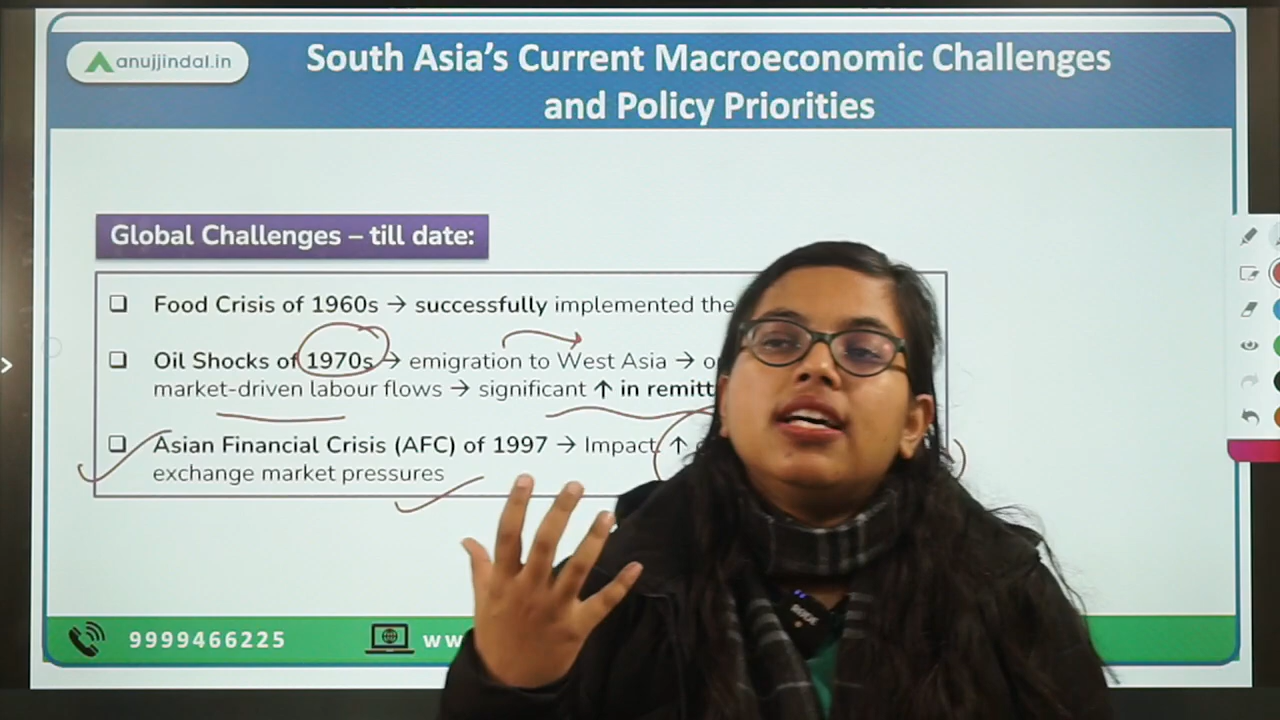 anujjindal.in
South Asia's Current Macroeconomic Challenges
and Policy Priorities
Global Challenges – till date:
❑ Food Crisis of 1960s → successfully implemented the
❑ Oil Shocks of 1970s → emigration to West Asia →
market-driven labour flows → significant ↑ in
❑ Asian Financial Crisis (AFC) of 1997 → Impact ↑
exchange market pressures
9999466225